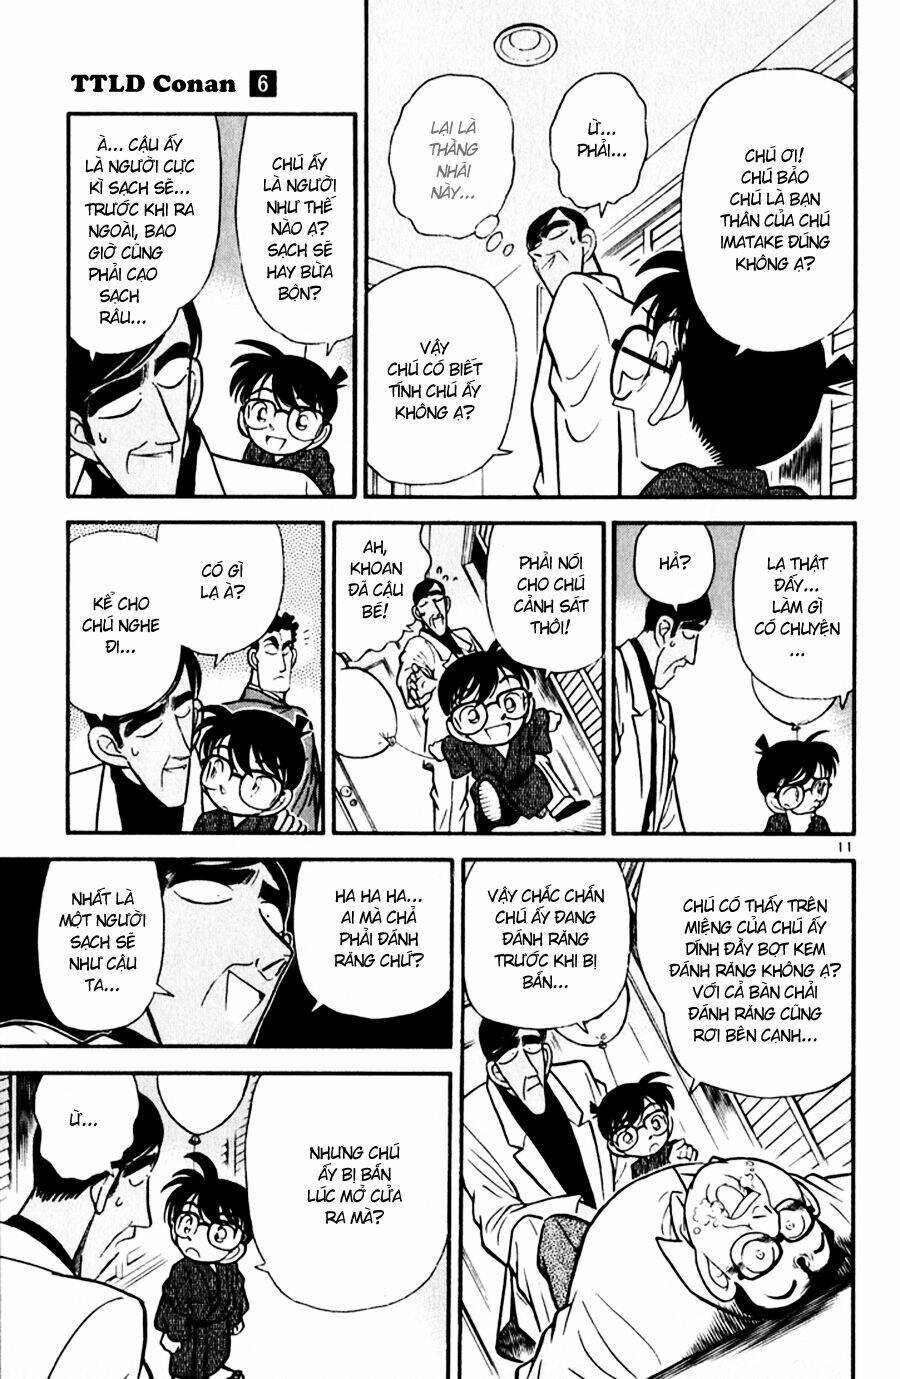 TTLD Conan 6
CHÚ ƠI!
CHÚ BẢO
CHÚ LÀ BẠN
THÂN CỦA CHÚ
IMATAKE ĐÚNG
KHÔNG Ạ?
Ừ...
PHẢI...
LẠI LÀ
THẰNG
NHÃI
NÀY...
VẬY
CHÚ CÓ BIẾT
TÍNH CHÚ ẤY
KHÔNG Ạ?
CHÚ ẤY
LÀ NGƯỜI
NHƯ THẾ
NÀO Ạ?
SẠCH SẼ
HAY BỪA
BỘN?
À... CẬU ẤY
LÀ NGƯỜI CỰC
KÌ SẠCH SẼ...
TRƯỚC KHI RA
NGOÀI, BAO
GIỜ CŨNG
PHẢI CẠO
SẠCH
RÂU...
LẠ THẬT
ĐẤY...
LÀM GÌ
CÓ CHUYỆN
...
HẢ?
PHẢI NÓI
CHO CHÚ
CẢNH SÁT
THÔI!
AH,
KHOAN
ĐÃ CẬU
BÉ!
CÓ GÌ
LẠ À?
KỂ CHO
CHÚ NGHE
ĐI...
11
CHÚ CÓ THẤY TRÊN
MIỆNG CỦA CHÚ ẤY
DÍNH ĐẦY BỌT KEM
ĐÁNH RĂNG KHÔNG Ạ?
VỚI CẢ BÀN CHẢI
ĐÁNH RĂNG CŨNG
RƠI BÊN CẠNH...
VẬY CHẮC CHẮN
CHÚ ẤY ĐANG
ĐÁNH RĂNG
TRƯỚC KHI BỊ
BẮN...
HA HA HA...
AI MÀ CHẢ
PHẢI ĐÁNH
RĂNG CHỨ?
NHẤT LÀ
MỘT NGƯỜI
SẠCH SẼ
NHƯ CẬU
TA...
NHƯNG CHÚ
ẤY BỊ BẮN
LÚC MỞ CỬA
RA MÀ?
Ừ...